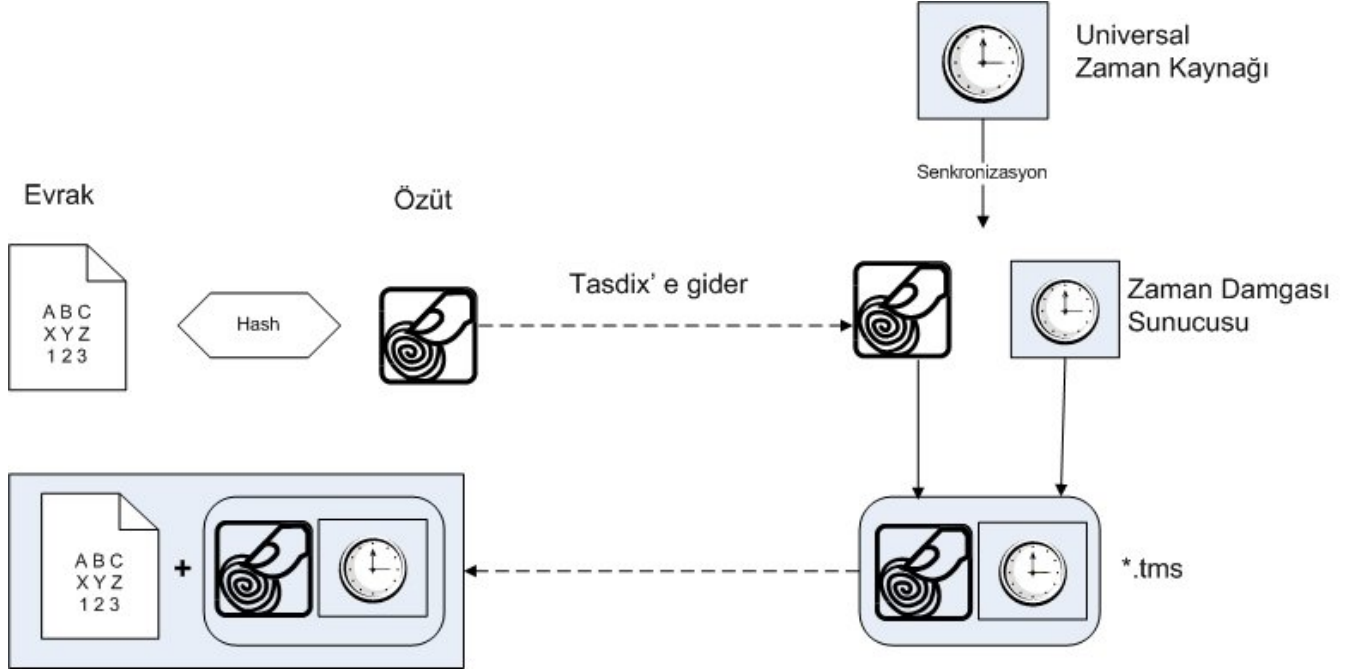 Universal
Zaman Kaynağı
Senkronizasyon
Evrak
Özüt
A B C
X Y Z
1 2 3
Hash
Tasdix' e gider
Zaman Damgası
Sunucusu
A B C
X Y Z
1 2 3
+
*.tms